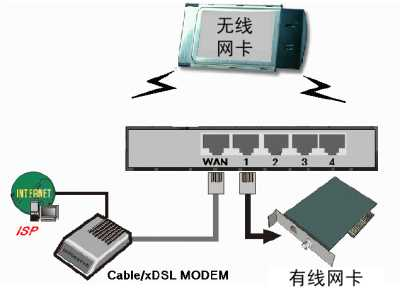 无线
网卡
WAN 1 2 3 4
INTERNET
ISP
Cable/xDSL MODEM
有线网卡